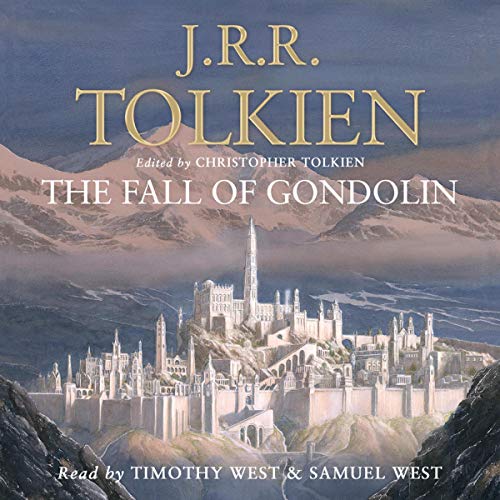 J.R.R.
TOLKIEN
Edited by CHRISTOPHER TOLKIEN
THE FALL OF GONDOLIN
Read by TIMOTHY WEST & SAMUEL WEST